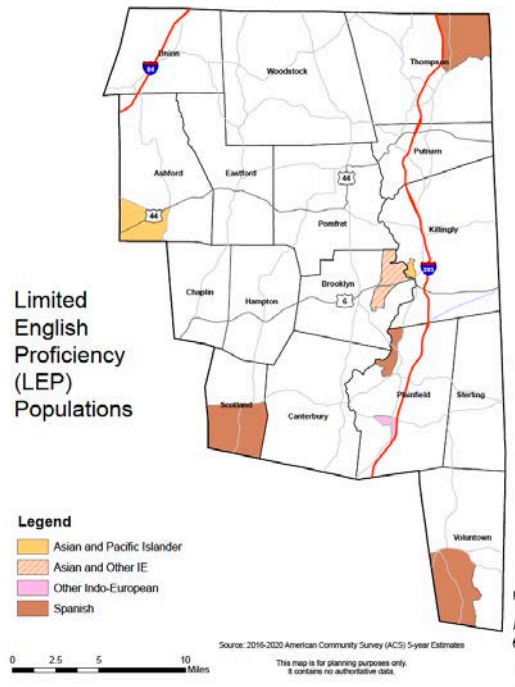 Union
84
Woodstock
Thompson
Putnam
Ashford
Eastford
44
44
Pomfret
Killingly
Brooklyn
395
6
Chaplin
Hampton
Limited
English
Proficiency
(LEP)
Populations
Scotland
Canterbury
Plainfield
Sterling
Voluntown
Legend
Asian and Pacific Islander
Asian and Other IE
Other Indo-European
Spanish
Source: 2016-2020 American Community Survey (ACS) 5-year Estimates
0 2.5 5 10
Miles
This map is for planning purposes only.
It contains no authoritative data.